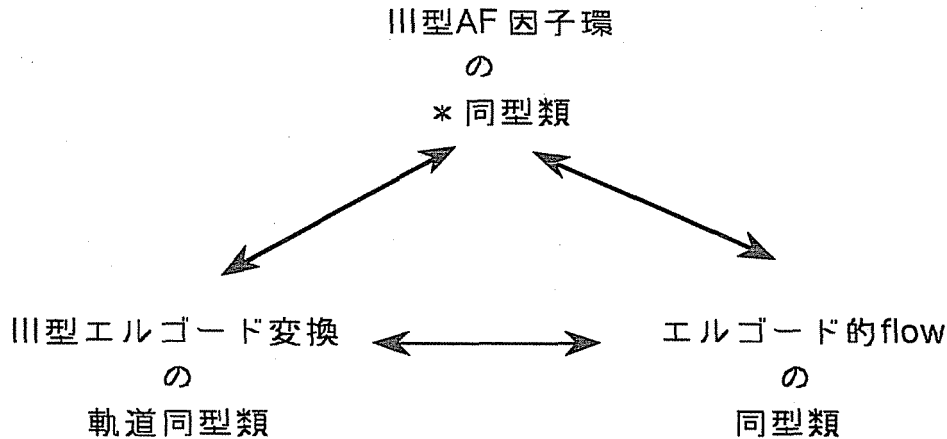 III型AF因子環
の
* 同型類
III型エルゴード変換
の
軌道同型類
エルゴード的flow
の
同型類